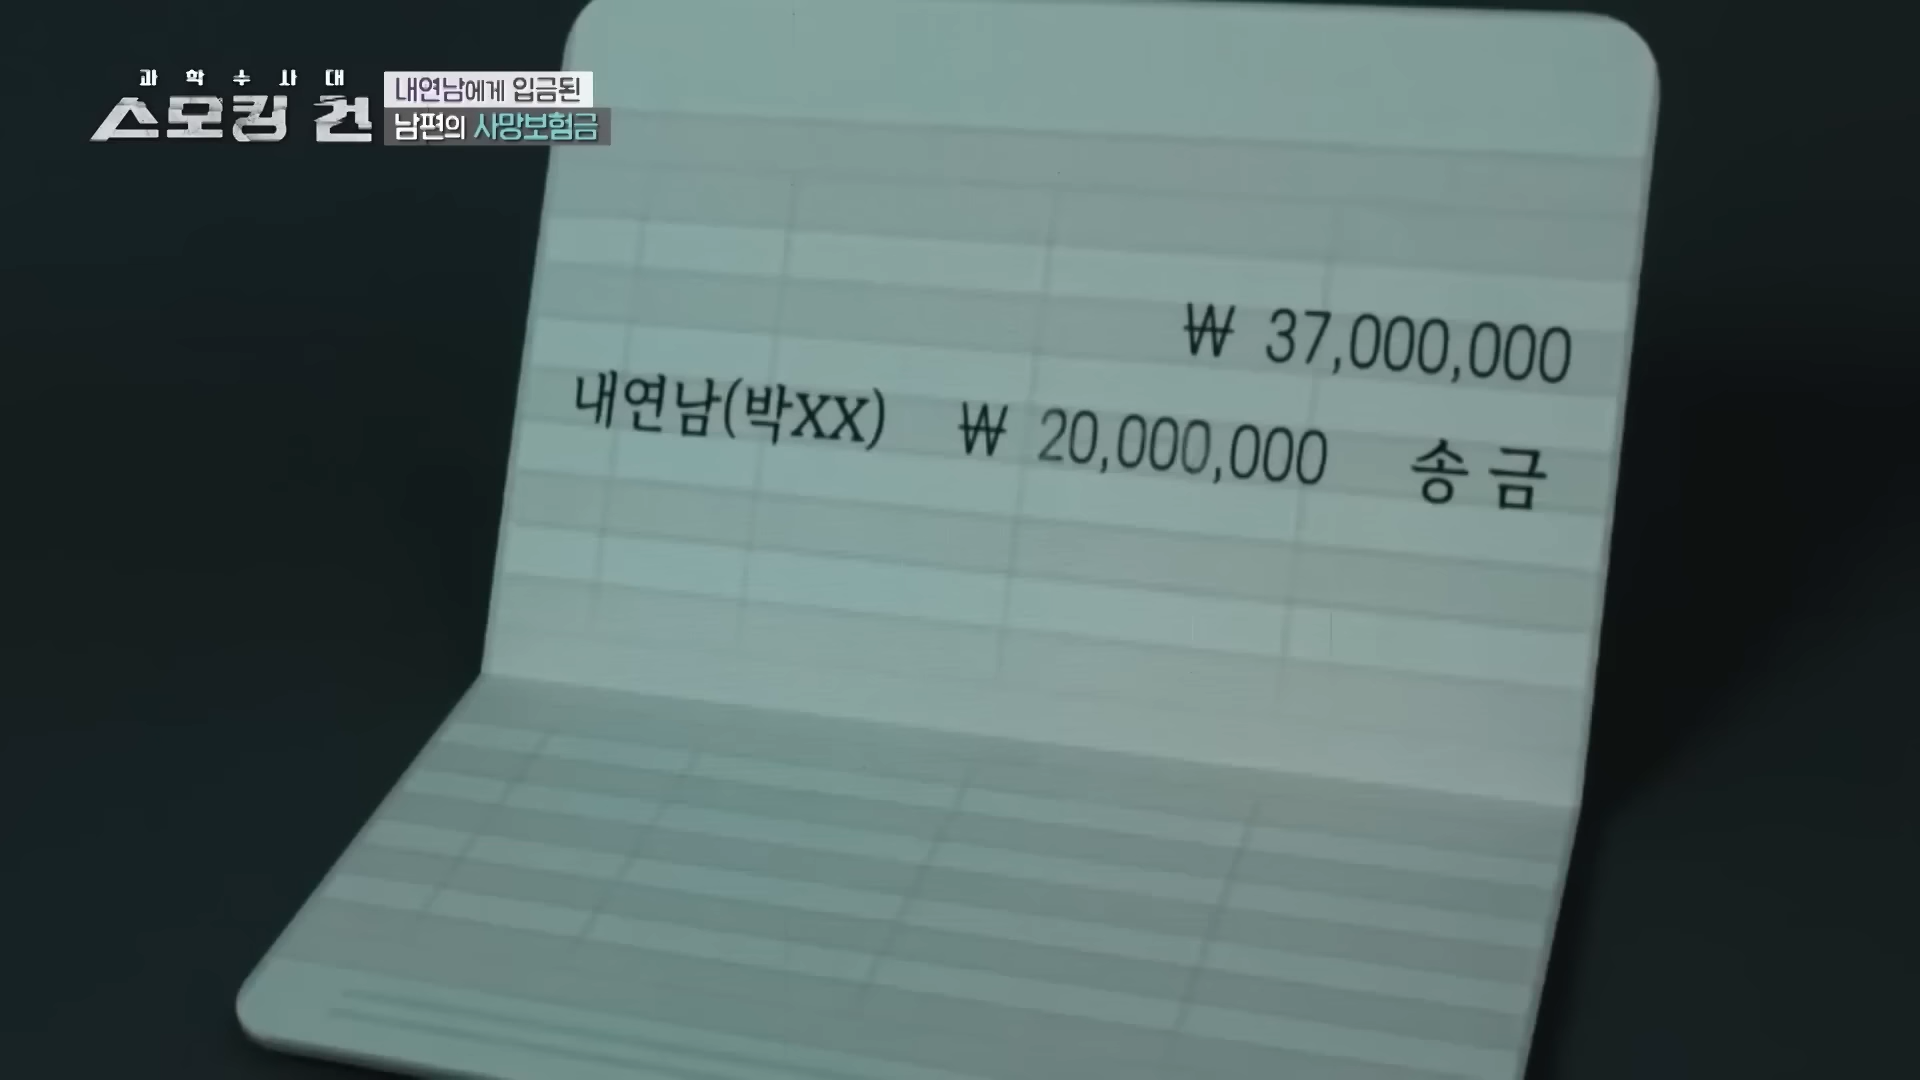 과학수사대
스모킹 건
내연남에게 입금된
남편의 사망보험금
₩ 37,000,000
내연남(박XX) ₩ 20,000,000 송금